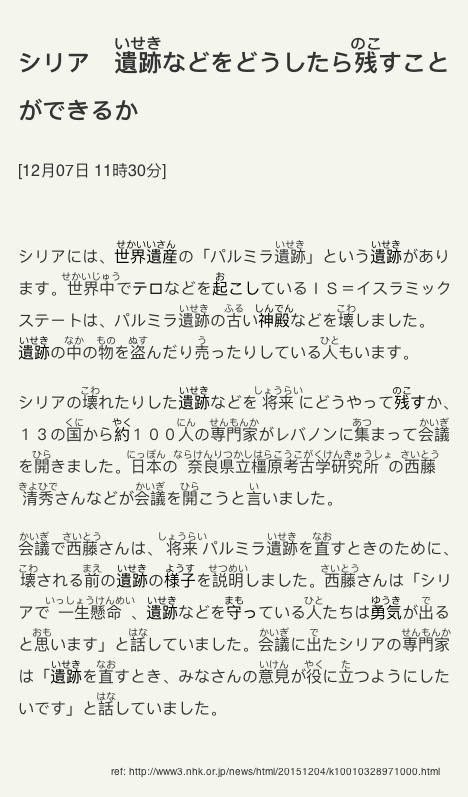 シリア　遺跡などをどうしたら残すこと
ができるか
[12月07日 11時30分]
シリアには、世界遺産の「パルミラ遺跡」という遺跡があり
ます。世界中でテロなどを起こしているＩＳ＝イスラミック
ステートは、パルミラ遺跡の古い神殿などを壊しました。
遺跡の中の物を盗んだり売ったりしている人もいます。
シリアの壊れたりした遺跡などを将来にどうやって残すか、
１３の国から約１００人の専門家がレバノンに集まって会議
を開きました。日本の奈良県立橿原考古学研究所の西藤
清秀さんなどが会議を開こうと言いました。
会議で西藤さんは、将来パルミラ遺跡を直すときのために、
壊される前の遺跡の様子を説明しました。西藤さんは「シリ
アで一生懸命、遺跡などを守っている人たちは勇気が出る
と思います」と話していました。会議に出たシリアの専門家
は「遺跡を直すとき、みなさんの意見が役に立つようにした
いです」と話していました。
ref: http://www3.nhk.or.jp/news/html/20151204/k10010328971000.html